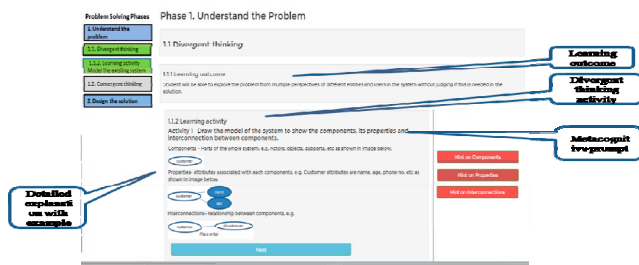 Problem Solving Phases
1. Understand the
problem
1.1. Divergent thinking
1.1.2. Learning activity
Model the existing system
1.2. Convergent thinking
2. Design the solution
Phase 1. Understand the Problem
1.1 Divergent thinking
1.1.1 Learning outcome
Student will be able to explore the problem from multiple perspectives of different entities and users in the system without judging if this is needed in the
solution.
1.1.2 Learning activity
Activity 1 Draw the model of the system to show the components, its properties and
interconnection between components.
Components - Parts of the whole system, e.g. Actors, objects, subparts, etc as shown in image below.
customer
Properties- attributes associated with each components, e.g. Customer attributes are name, age, phone no. etc as
shown in image below.
customer
name
age
Interconnections- relationship between components, e.g.
customer
Place order
Next
Hint on Components
Hint on Properties
Hint on Interconnections
Learning
outcome
Divergent
thinking
activity
Metacognit
ive prompt
Detailed
explanati
on with
example